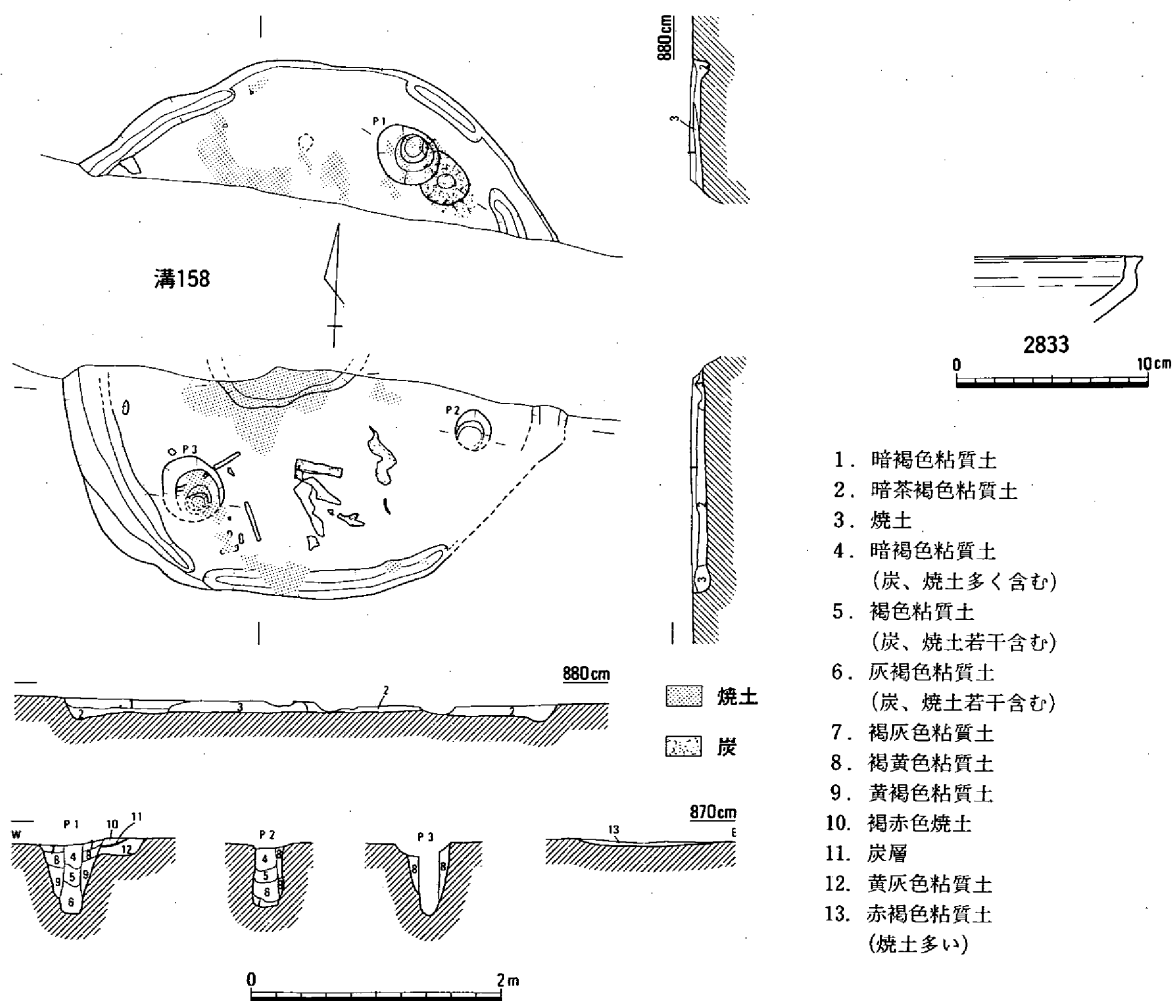 880cm
2
3
P1
溝158
2833
0 10cm
P2
P3
3
1. 暗褐色粘質土
2. 暗茶褐色粘質土
3. 焼土
4. 暗褐色粘質土
(炭、焼土多く含む)
5. 褐色粘質土
(炭、焼土若干含む)
6. 灰褐色粘質土
(炭、焼土若干含む)
7. 褐灰色粘質土
8. 褐黄色粘質土
9. 黄褐色粘質土
10. 褐赤色焼土
11. 炭層
12. 黄灰色粘質土
13. 赤褐色粘質土
(焼土多い)
880cm
2 1 3 2 2
焼土
炭
870cm
W P1 10 11 P2 P3 13 E
7 8 4 8 12 9 5 9 6
4 8 5 8
8 8
0 2m